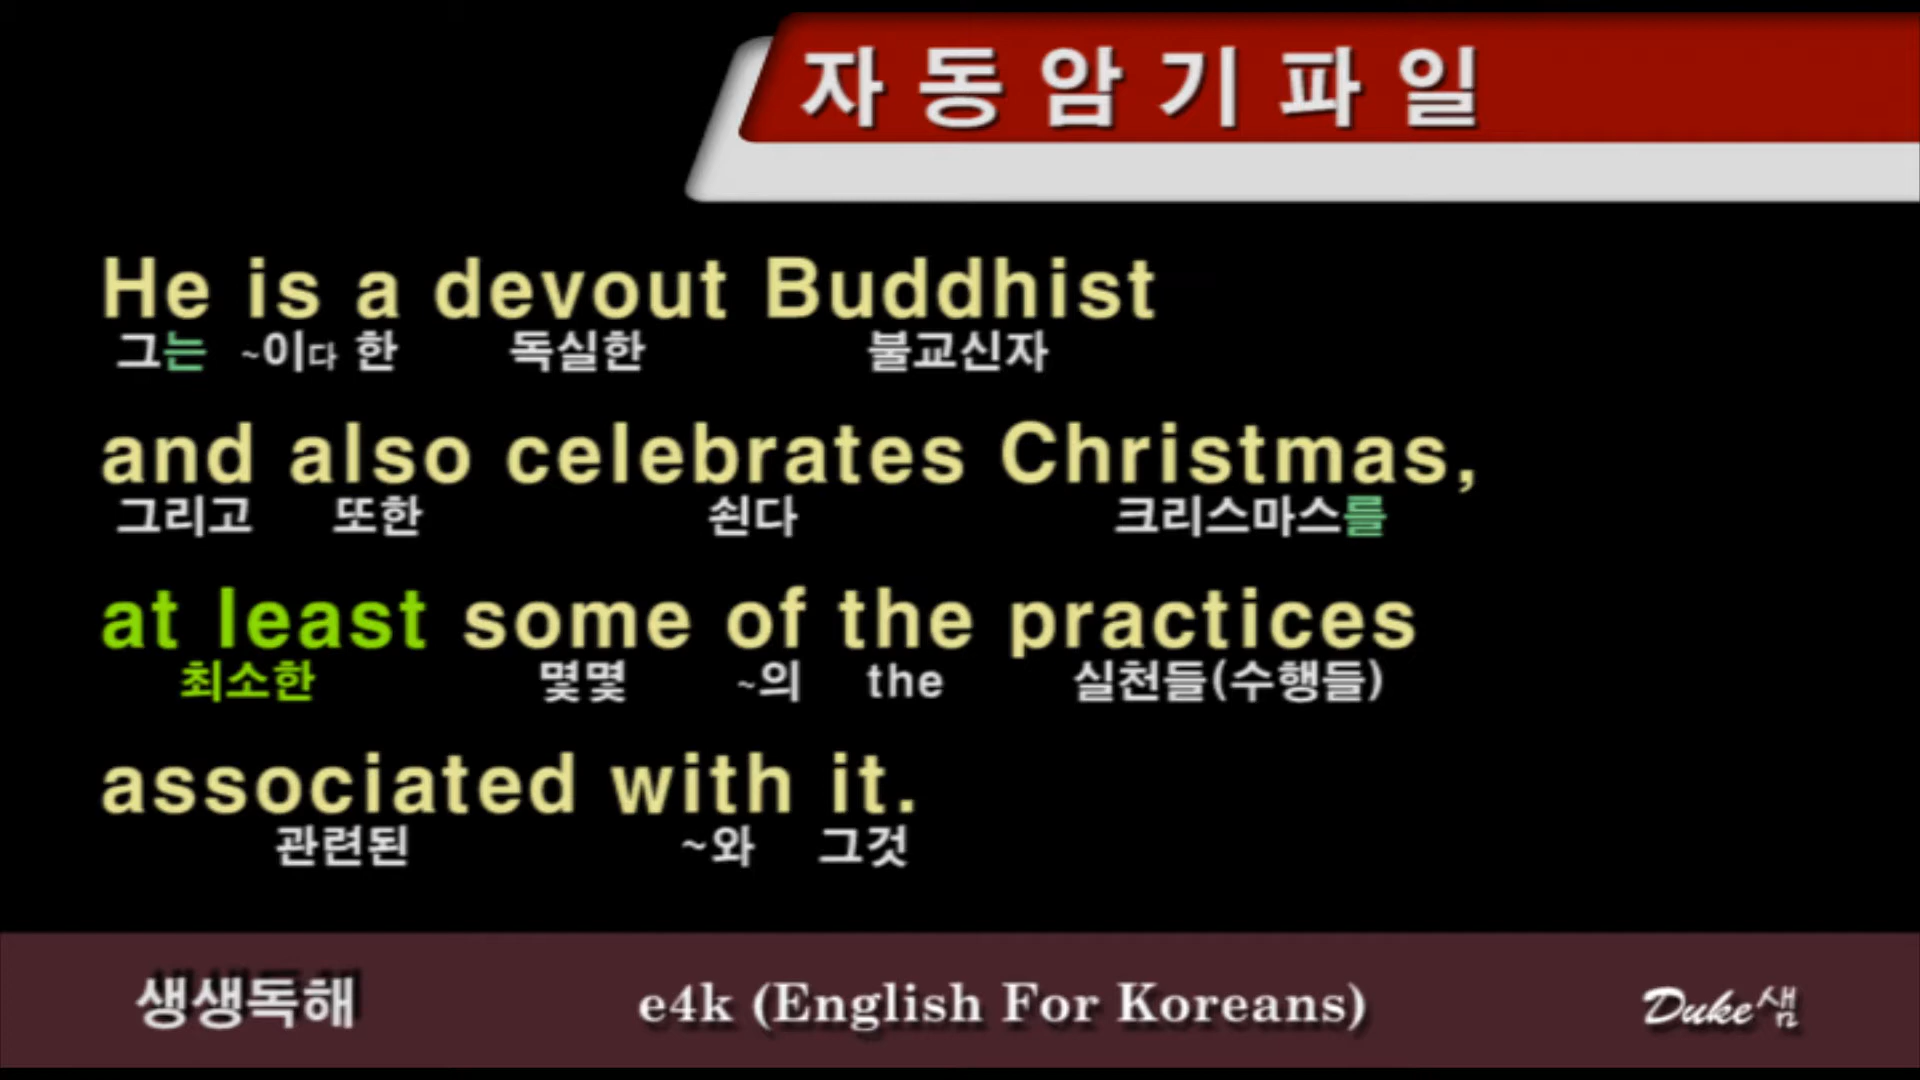 자동암기파일
He is a devout Buddhist
그는 ~이다 한 독실한 불교신자
and also celebrates Christmas,
그리고 또한 쇤다 크리스마스를
at least some of the practices
최소한 몇몇 ~의 the 실천들(수행들)
associated with it.
관련된 ~와 그것
생생독해 e4k (English For Koreans) Duke샘